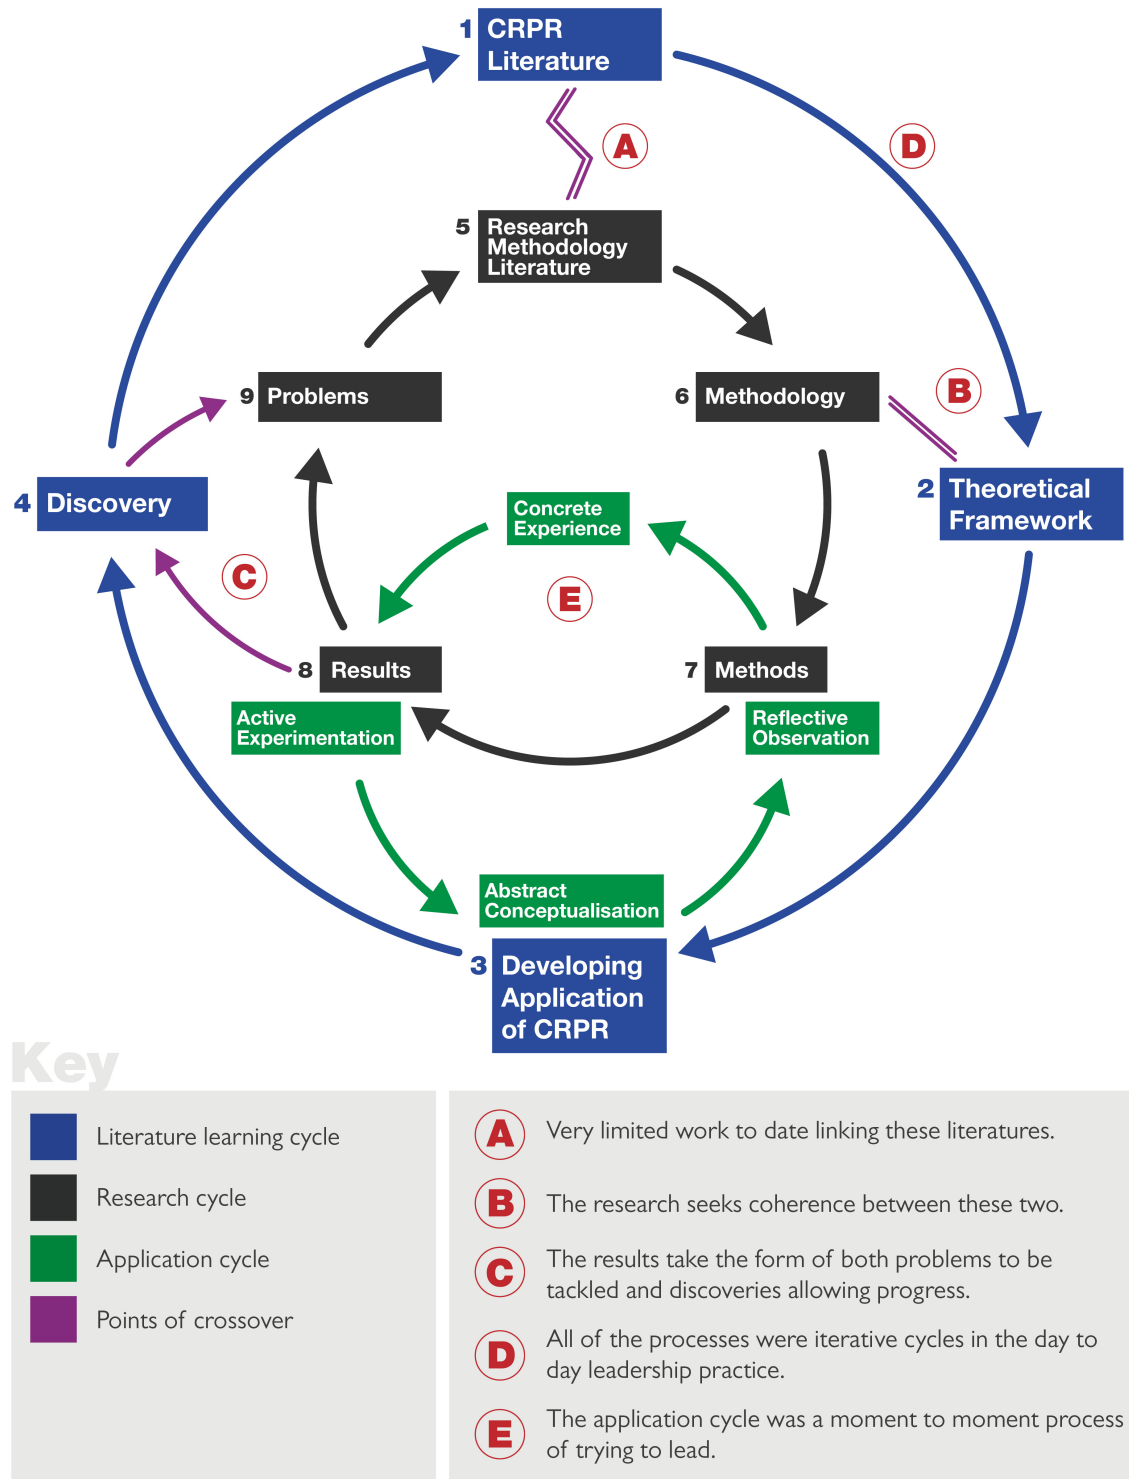 1 CRPR
Literature
A
D
5 Research
Methodology
Literature
9 Problems
6 Methodology
B
4 Discovery
2 Theoretical
Framework
Concrete
Experience
C
E
8 Results
7 Methods
Active
Experimentation
Reflective
Observation
Abstract
Conceptualisation
3 Developing
Application
of CRPR
Key
Literature learning cycle
Research cycle
Application cycle
Points of crossover
A Very limited work to date linking these literatures.
B The research seeks coherence between these two.
C The results take the form of both problems to be
tackled and discoveries allowing progress.
D All of the processes were iterative cycles in the day to
day leadership practice.
E The application cycle was a moment to moment process
of trying to lead.